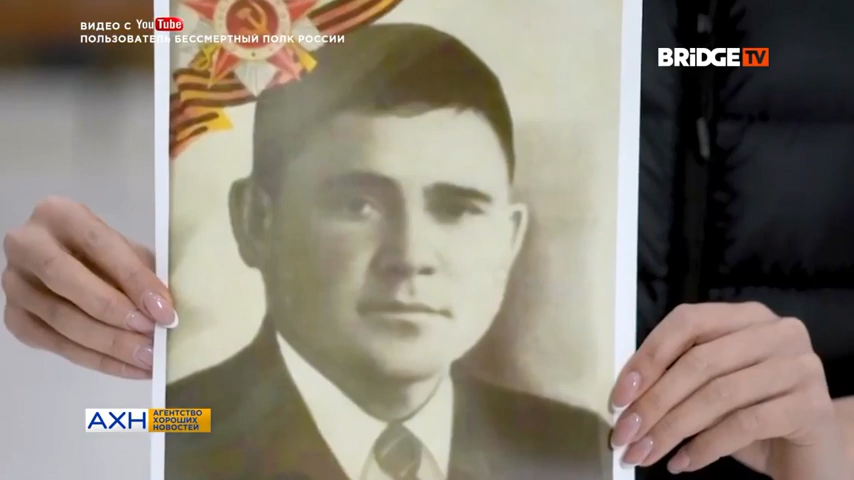 ВИДЕО С YouTube
ПОЛЬЗОВАТЕЛЬ БЕССМЕРТНЫЙ ПОЛК РОССИИ
BRIDGE TV
АХН
АГЕНТСТВО
ХОРОШИХ
НОВОСТЕЙ